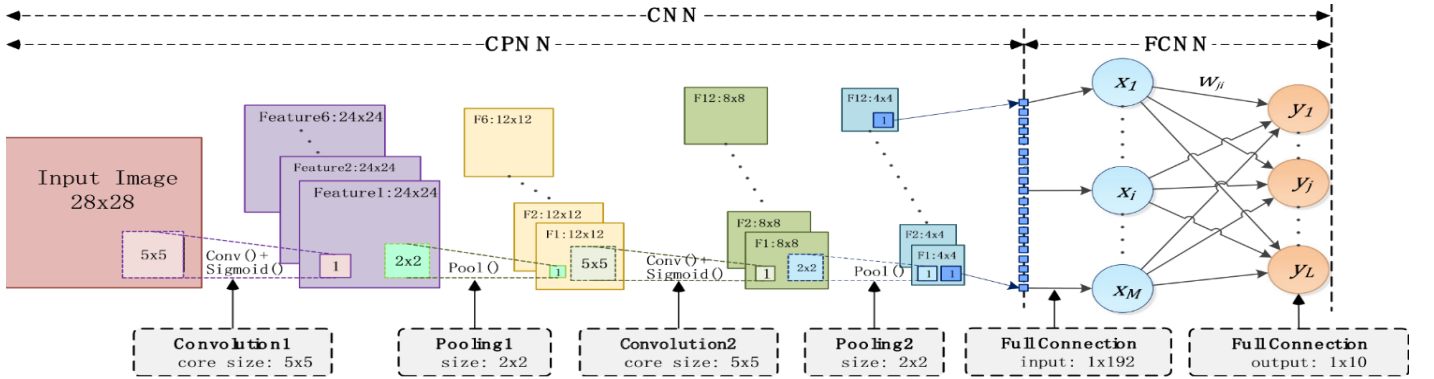 CNN
CPNN
FCNN
Input Image
28x28
5x5
Conv()+
Sigmoid()
Feature6:24x24
Feature2:24x24
Feature1:24x24
1
2x2
Pool()
F6:12x12
F2:12x12
F1:12x12
1
5x5
Conv()+
Sigmoid()
F12:8x8
F2:8x8
F1:8x8
1
2x2
Pool()
F12:4x4
1
F2:4x4
F1:4x4
1
1
x1
xi
xM
wji
y1
yj
yL
Convolution1
core size: 5x5
Pooling1
size: 2x2
Convolution2
core size: 5x5
Pooling2
size: 2x2
FullConnection
input: 1x192
FullConnection
output: 1x10